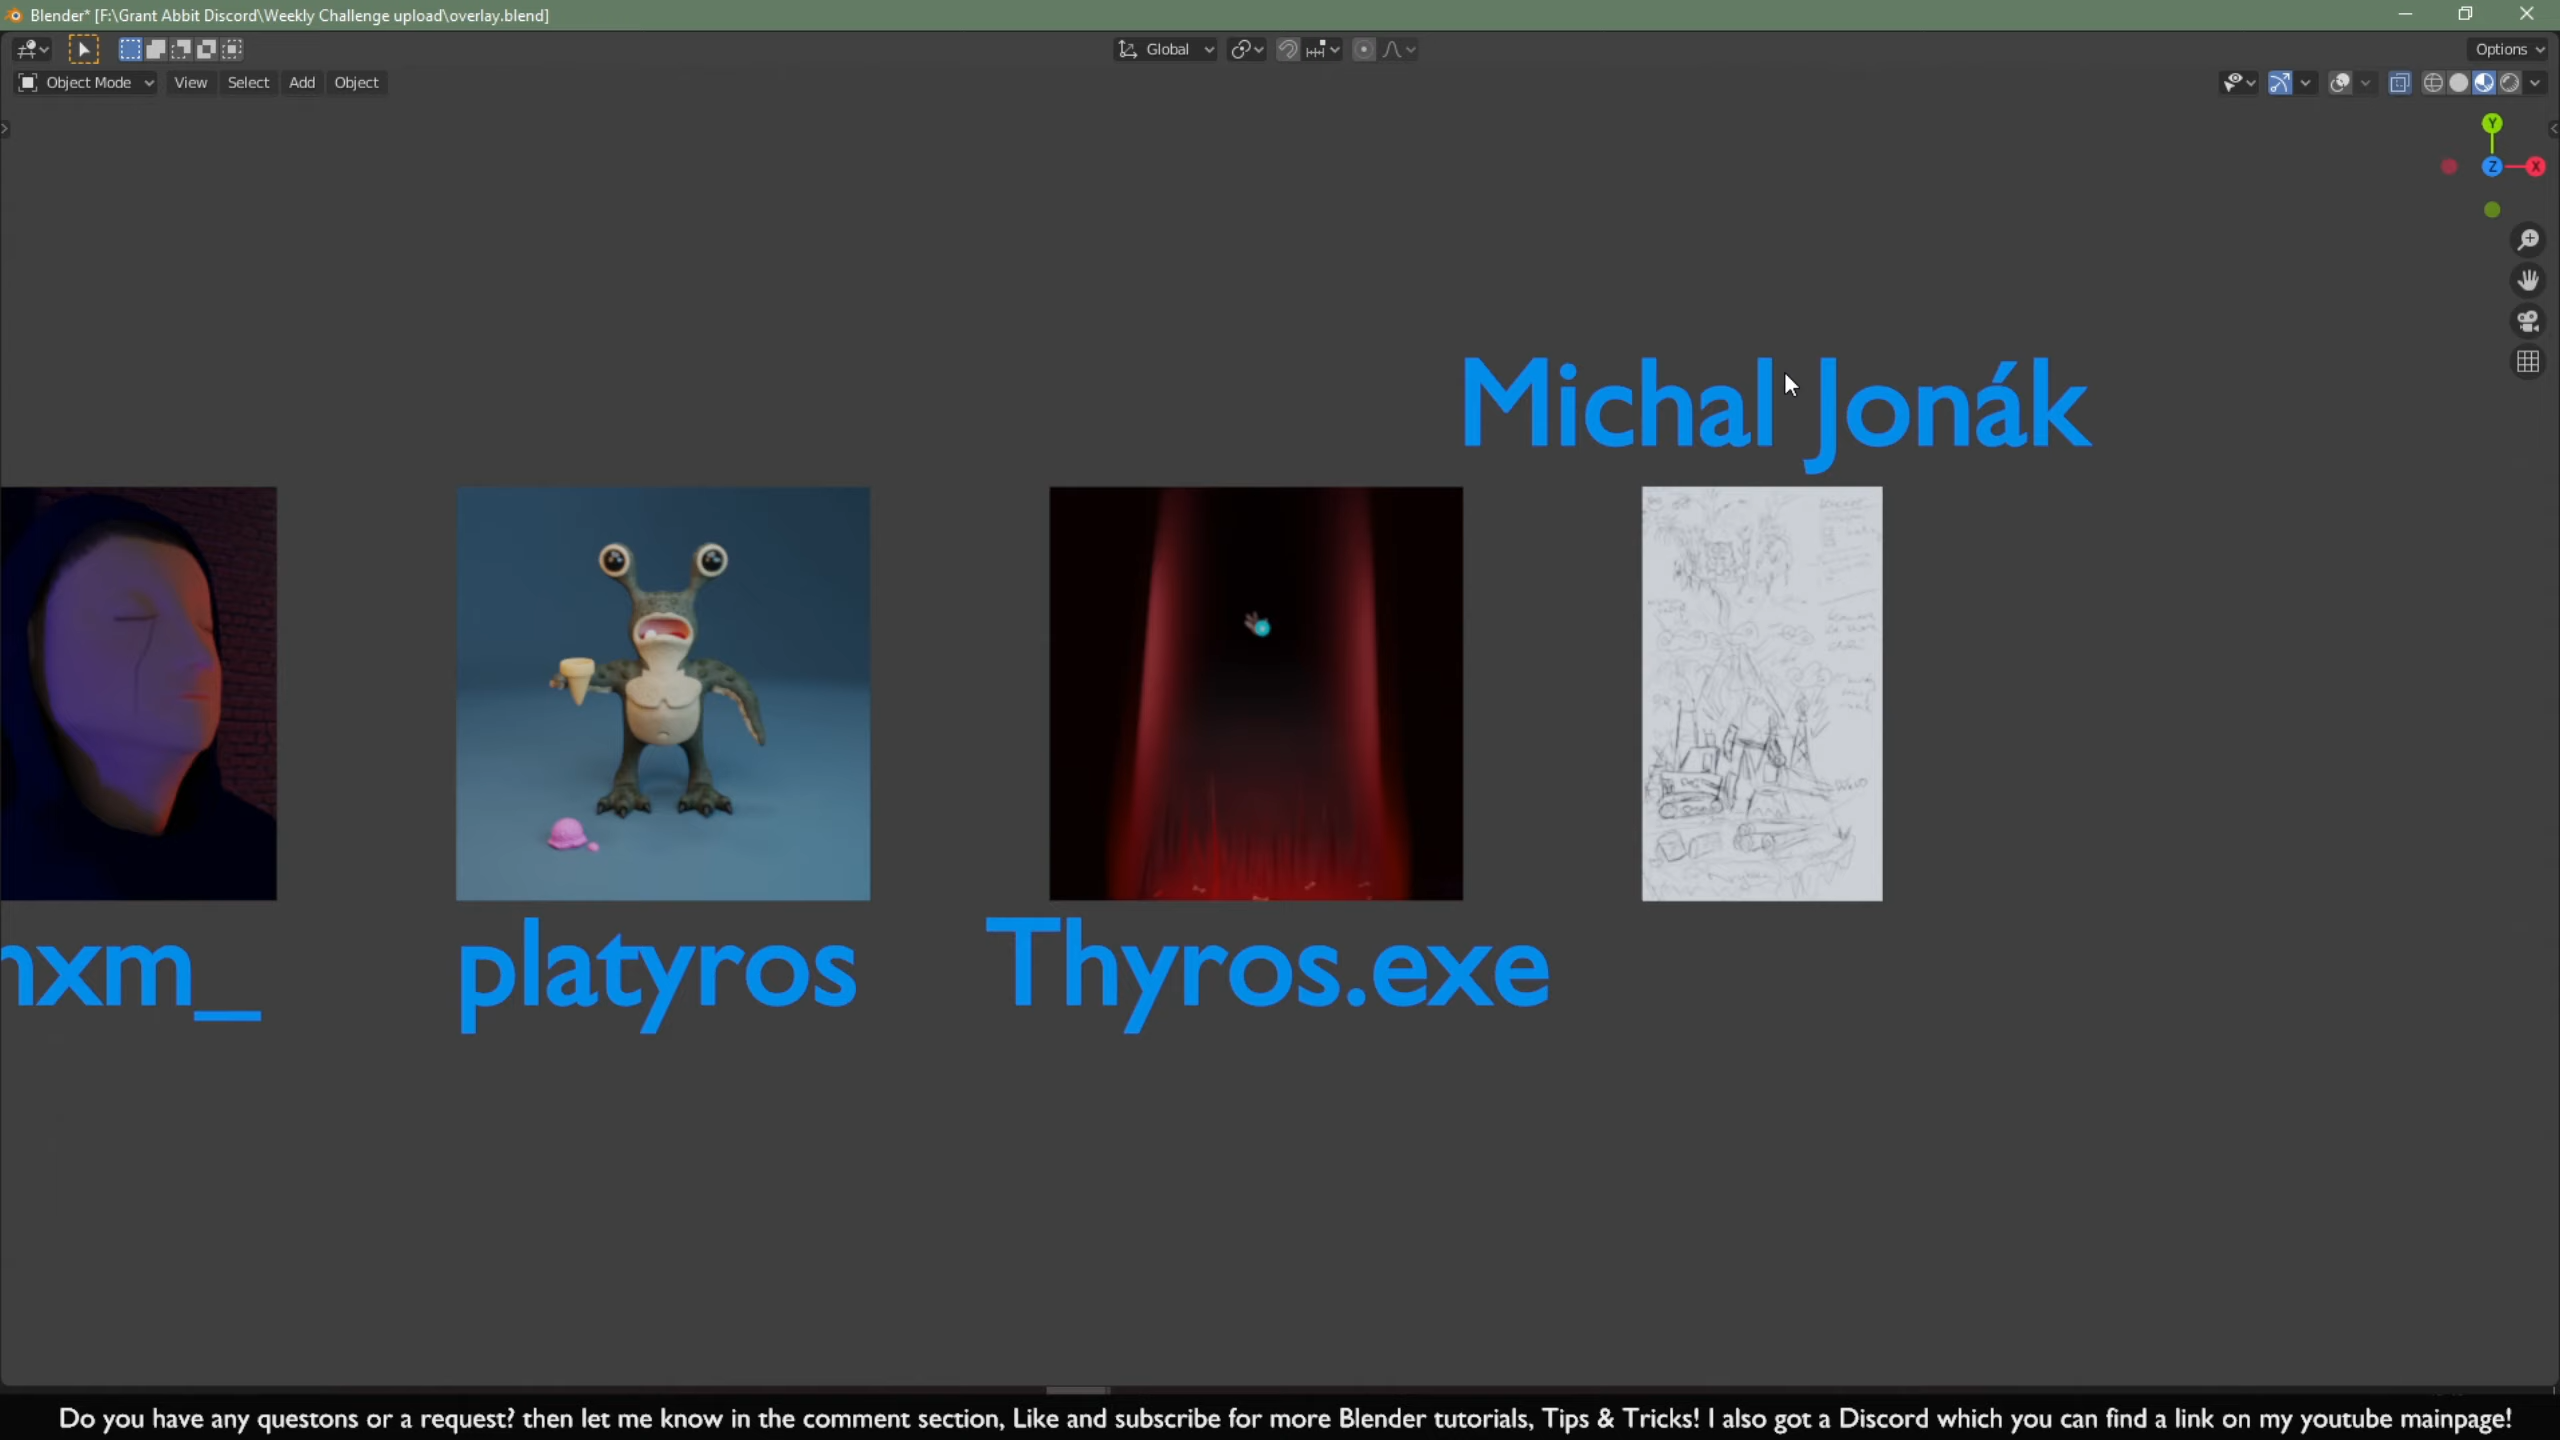 Blender* [F:\Grant Abbit Discord\Weekly Challenge upload\overlay.blend]
Global
Options
Object Mode View Select Add Object
Y
Z X
Michal Jonák
nxm_ platyros Thyros.exe
Do you have any questons or a request? then let me know in the comment section, Like and subscribe for more Blender tutorials, Tips & Tricks! I also got a Discord which you can find a link on my youtube mainpage!